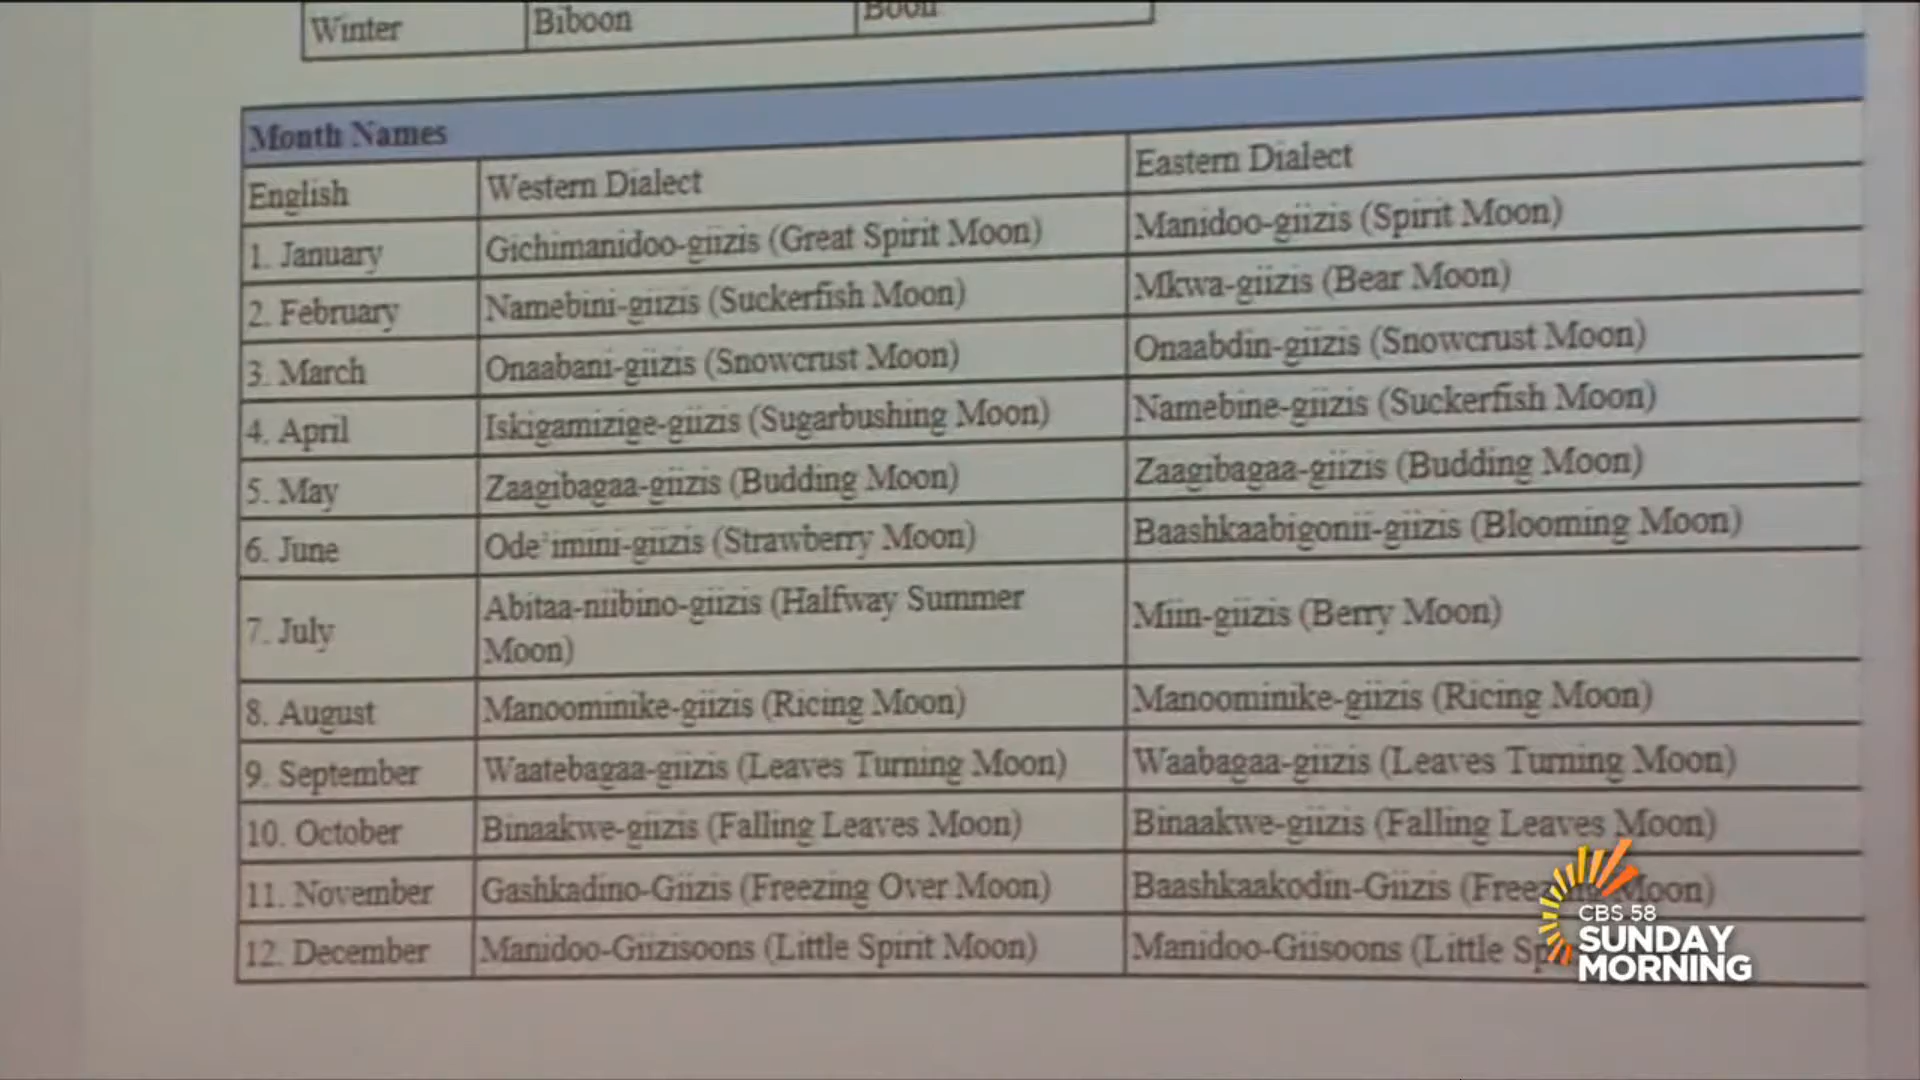 Winter Biboon Boon
Month Names
English Western Dialect Eastern Dialect
1. January Gichimanidoo-giizis (Great Spirit Moon) Manidoo-giizis (Spirit Moon)
2. February Namebini-giizis (Suckerfish Moon) Mkwa-giizis (Bear Moon)
3. March Onaabani-giizis (Snowcrust Moon) Onaabdin-giizis (Snowcrust Moon)
4. April Iskigamizige-giizis (Sugarbushing Moon) Namebine-giizis (Suckerfish Moon)
5. May Zaagibagaa-giizis (Budding Moon) Zaagibagaa-giizis (Budding Moon)
6. June Ode'imini-giizis (Strawberry Moon) Baashkaabigonii-giizis (Blooming Moon)
7. July Abitaa-niibino-giizis (Halfway Summer
Moon) Miin-giizis (Berry Moon)
8. August Manoominike-giizis (Ricing Moon) Manoominike-giizis (Ricing Moon)
9. September Waatebagaa-giizis (Leaves Turning Moon) Waabagaa-giizis (Leaves Turning Moon)
10. October Binaakwe-giizis (Falling Leaves Moon) Binaakwe-giizis (Falling Leaves Moon)
11. November Gashkadino-Giizis (Freezing Over Moon) Baashkaakodin-Giizis Moon)
12. December Manidoo-Giizisoons (Little Spirit Moon) Manidoo-Giisoons (Little
CBS 58
SUNDAY
MORNING